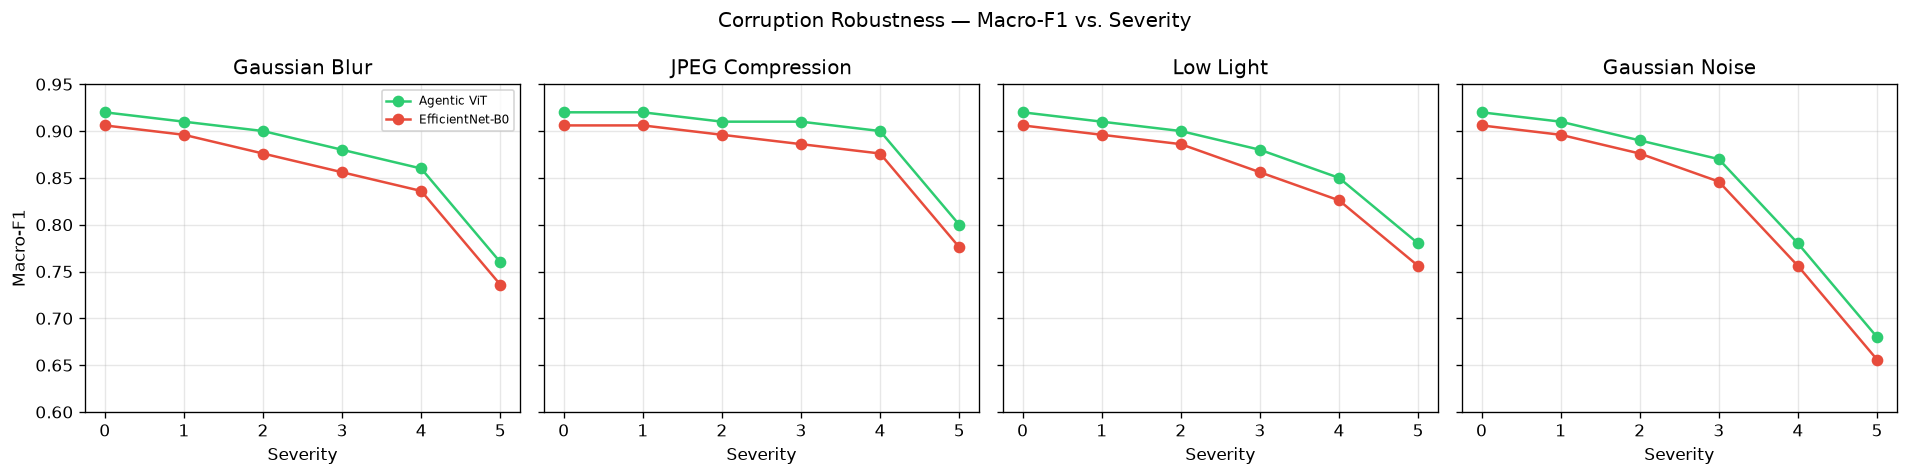 Corruption Robustness — Macro-F1 vs. Severity
Gaussian Blur
Macro-F1
0.95
0.90
0.85
0.80
0.75
0.70
0.65
0.60
Agentic ViT
EfficientNet-B0
0 1 2 3 4 5
Severity
JPEG Compression
0 1 2 3 4 5
Severity
Low Light
0 1 2 3 4 5
Severity
Gaussian Noise
0 1 2 3 4 5
Severity